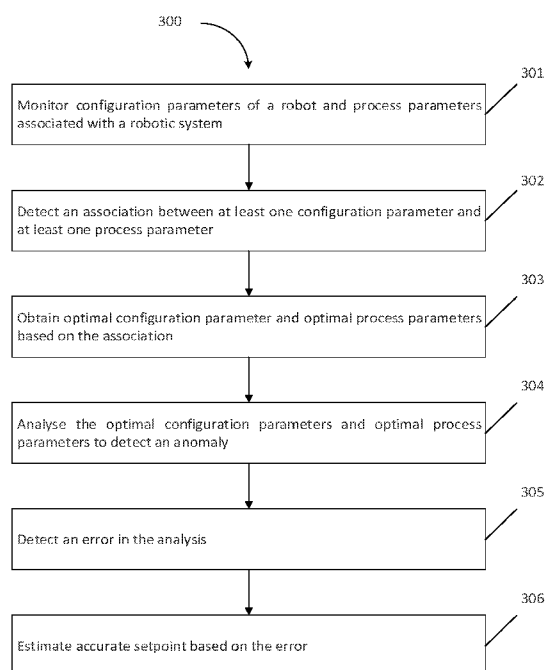 300
301
Monitor configuration parameters of a robot and process parameters
associated with a robotic system
302
Detect an association between at least one configuration parameter and
at least one process parameter
303
Obtain optimal configuration parameter and optimal process parameters
based on the association
304
Analyse the optimal configuration parameters and optimal process
parameters to detect an anomaly
305
Detect an error in the analysis
306
Estimate accurate setpoint based on the error